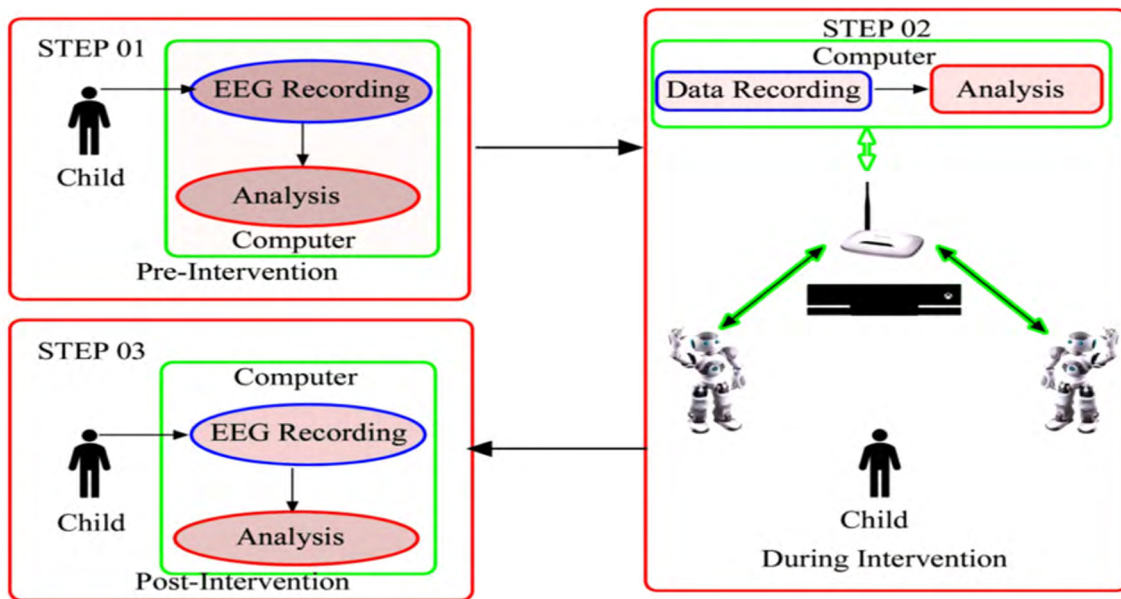 STEP 01
EEG Recording
Child
Analysis
Computer
Pre-Intervention
STEP 02
Computer
Data Recording
Analysis
Child
During Intervention
STEP 03
Computer
EEG Recording
Child
Analysis
Post-Intervention